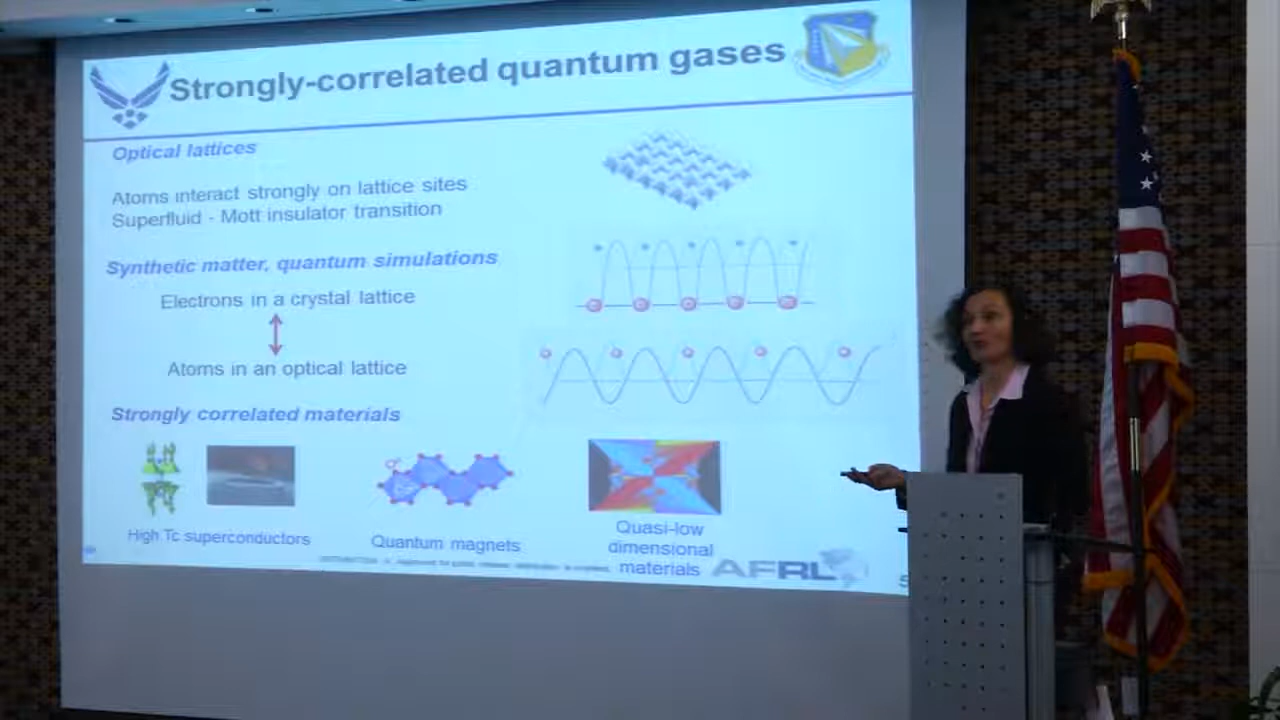 Strongly-correlated quantum gases
Optical lattices
Atoms interact strongly on lattice sites
Superfluid - Mott insulator transition
Synthetic matter, quantum simulations
Electrons in a crystal lattice
Atoms in an optical lattice
Strongly correlated materials
High Tc superconductors
Quantum magnets
Quasi-low
dimensional
materials
AFRL
5